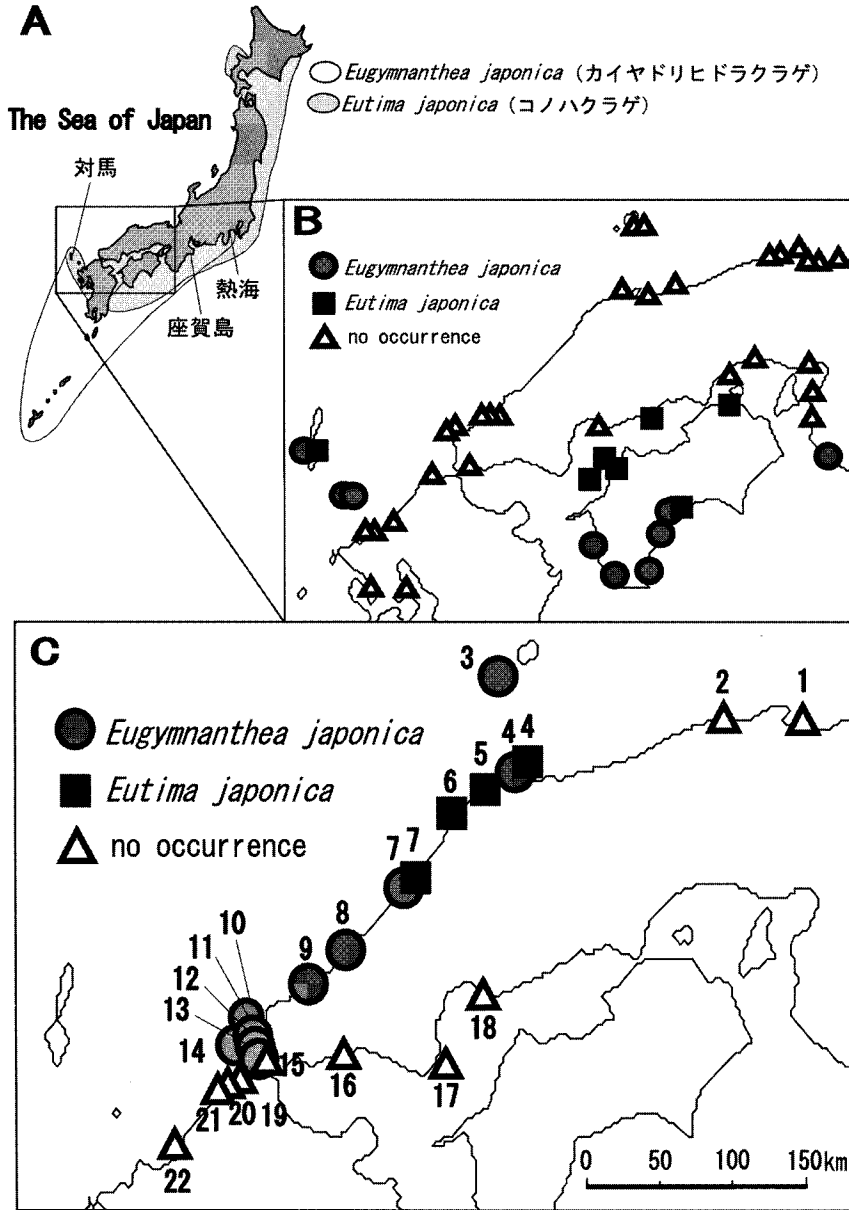 A
Eugymnanthea japonica (カイヤドリヒドラクラゲ)
Eutima japonica (コノハクラゲ)
The Sea of Japan
対馬
熱海
座賀島
B
Eugymnanthea japonica
Eutima japonica
no occurrence
C
Eugymnanthea japonica
Eutima japonica
no occurrence
3
2
1
4
4
5
6
7
7
8
9
10
11
12
13
14
15
16
17
18
19
20
21
22
0 50 100 150km